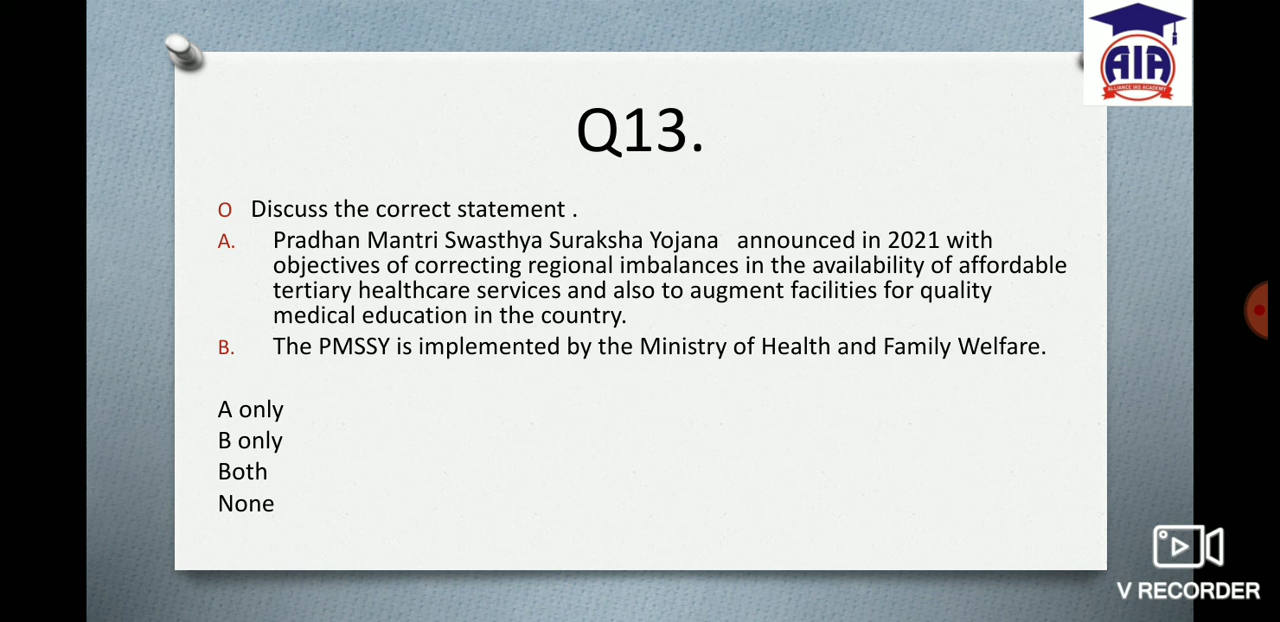 AIA
ALLIANCE IAS ACADEMY
Q13.
O Discuss the correct statement .
A. Pradhan Mantri Swasthya Suraksha Yojana announced in 2021 with
objectives of correcting regional imbalances in the availability of affordable
tertiary healthcare services and also to augment facilities for quality
medical education in the country.
B. The PMSSY is implemented by the Ministry of Health and Family Welfare.
A only
B only
Both
None
V RECORDER